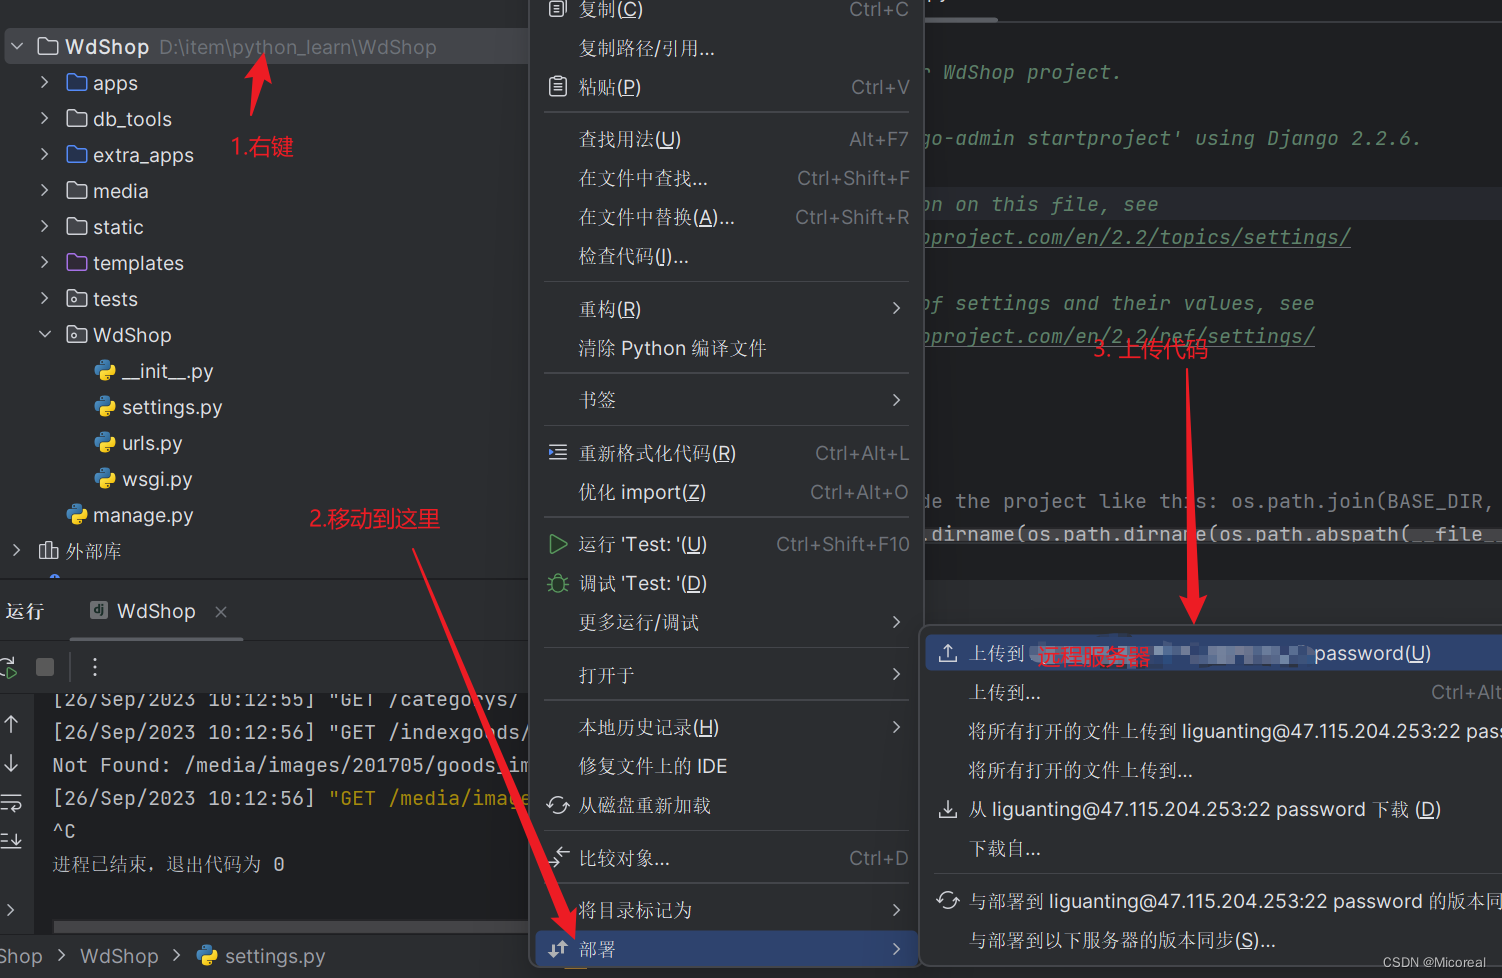 WdShop D:\item\python_learn\WdShop
apps
db_tools
extra_apps
media
static
templates
tests
WdShop
__init__.py
settings.py
urls.py
wsgi.py
manage.py
外部库
1.右键
2.移动到这里
3. 上传代码
复制(C) Ctrl+C
复制路径/引用...
粘贴(P) Ctrl+V
查找用法(U) Alt+F7
在文件中查找... Ctrl+Shift+F
在文件中替换(A)... Ctrl+Shift+R
检查代码(I)...
重构(R)
清除 Python 编译文件
书签
重新格式化代码(R) Ctrl+Alt+L
优化 import(Z) Ctrl+Alt+O
运行 'Test: '(U) Ctrl+Shift+F10
调试 'Test: '(D)
更多运行/调试
打开于
本地历史记录(H)
修复文件上的 IDE
从磁盘重新加载
比较对象... Ctrl+D
将目录标记为
部署
WdShop project.
go-admin startproject' using Django 2.2.6.
on on this file, see
project.com/en/2.2/topics/settings/
of settings and their values, see
project.com/en/2.2/ref/settings/
de the project like this: os.path.join(BASE_DIR,
.dirname(os.path.dirname(os.path.abspath(__file__
上传到 远程服务器 password(U)
上传到... Ctrl+Alt
将所有打开的文件上传到 liguanting@47.115.204.253:22 pass
将所有打开的文件上传到...
从 liguanting@47.115.204.253:22 password 下载 (D)
下载自...
与部署到 liguanting@47.115.204.253:22 password 的版本同
与部署到以下服务器的版本同步(S)...
运行 WdShop
[26/Sep/2023 10:12:55] "GET /categorys/
[26/Sep/2023 10:12:56] "GET /indexgoods/
Not Found: /media/images/201705/goods_im
[26/Sep/2023 10:12:56] "GET /media/image
^C
进程已结束，退出代码为 0
Shop > WdShop > settings.py
CSDN @Micoreal